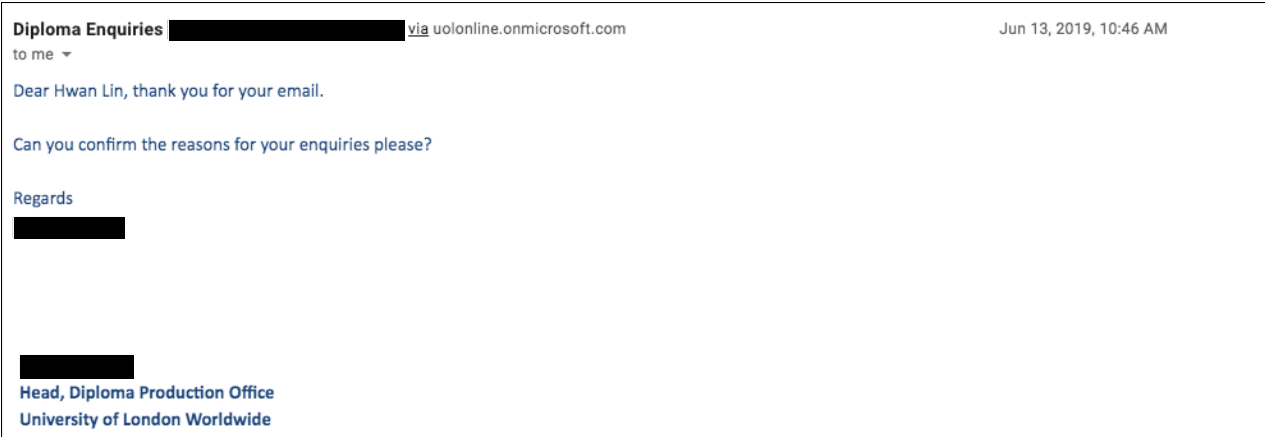 Diploma Enquiries via uolonline.onmicrosoft.com Jun 13, 2019, 10:46 AM
to me
Dear Hwan Lin, thank you for your email.
Can you confirm the reasons for your enquiries please?
Regards
Head, Diploma Production Office
University of London Worldwide